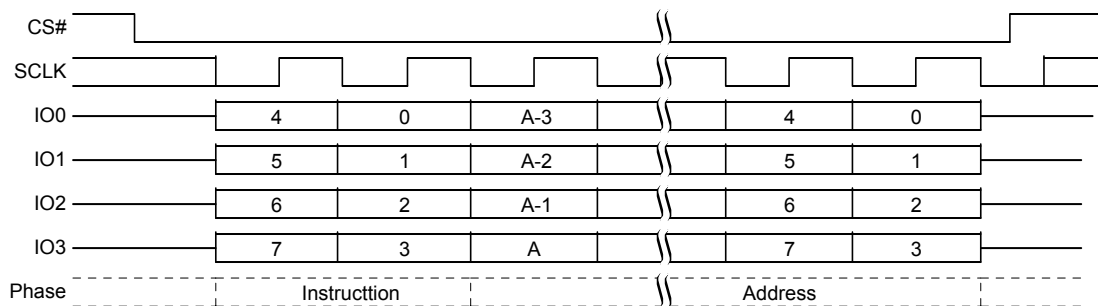 CS#
SCLK
IO0 4 0 A-3 4 0
IO1 5 1 A-2 5 1
IO2 6 2 A-1 6 2
IO3 7 3 A 7 3
Phase Instructtion Address